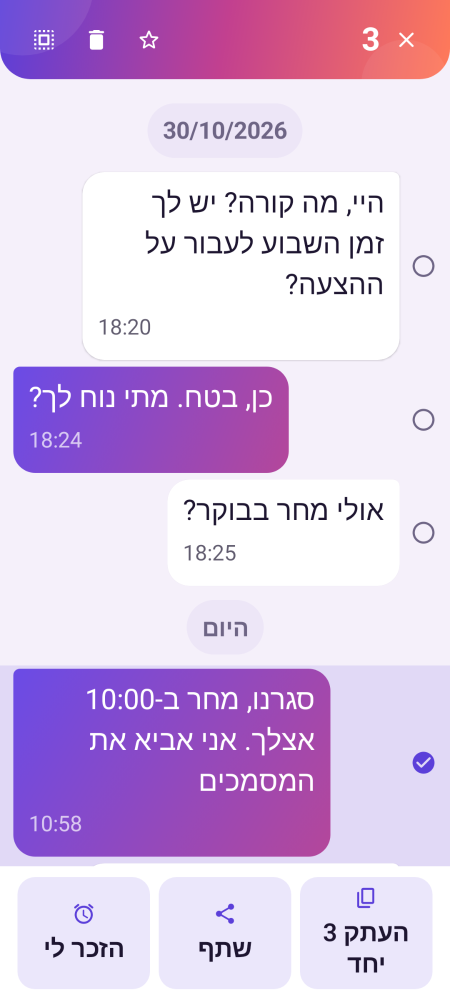 3
30/10/2026
היי, מה קורה? יש לך
זמן השבוע לעבור על
ההצעה?
18:20
כן, בטח. מתי נוח לך?
18:24
אולי מחר בבוקר?
18:25
היום
סגרנו, מחר ב-10:00
אצלך. אני אביא את
המסמכים
10:58
העתק 3
יחד
שתף
הזכר לי